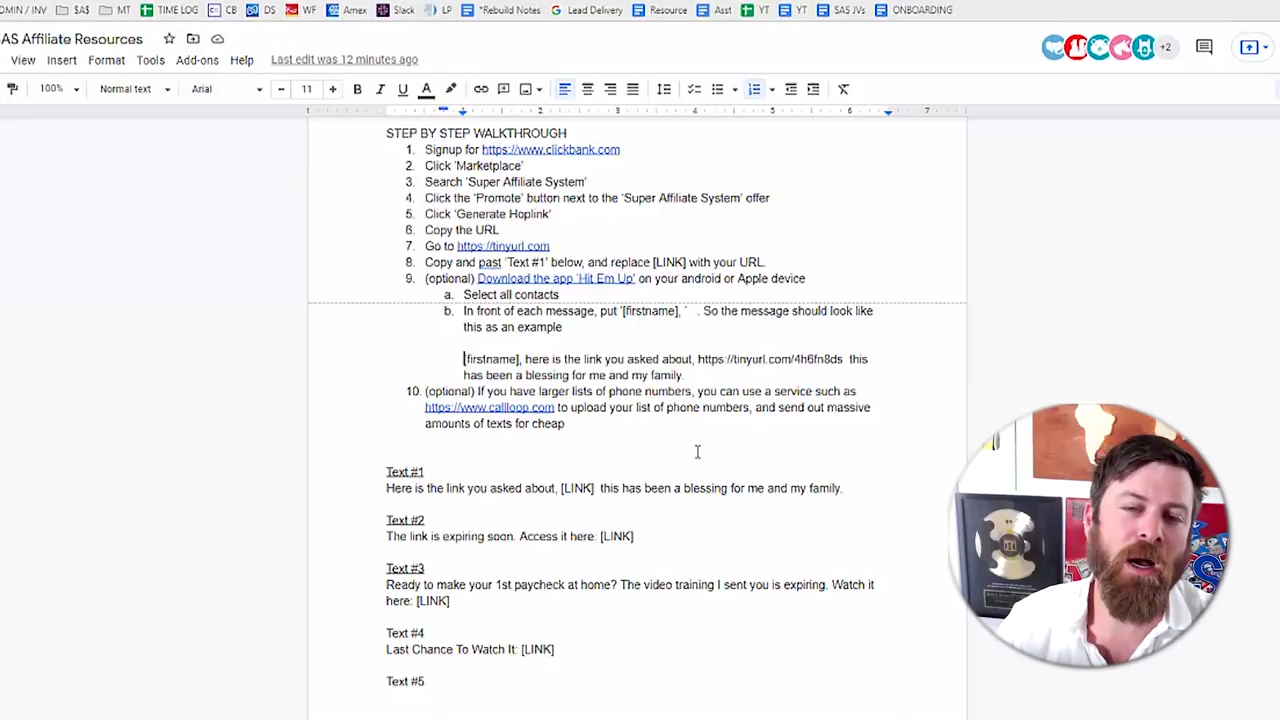 DMIN / INV
$A$
MT
TIME LOG
CB
DS
WF
Amex
Slack
LP
*Rebuild Notes
Lead Delivery
Resource
Asst
YT
YT
SAS JVs
ONBOARDING
AS Affiliate Resources
+2
View Insert Format Tools Add-ons Help Last edit was 12 minutes ago
100% Normal text Arial - 11 + B I U A
1 1 2 3 4 5 6 7
STEP BY STEP WALKTHROUGH
1. Signup for https://www.clickbank.com
2. Click 'Marketplace'
3. Search 'Super Affiliate System'
4. Click the 'Promote' button next to the 'Super Affiliate System' offer
5. Click 'Generate Hoplink'
6. Copy the URL
7. Go to https://tinyurl.com
8. Copy and past 'Text #1' below, and replace [LINK] with your URL.
9. (optional) Download the app 'Hit Em Up' on your android or Apple device
a. Select all contacts
b. In front of each message, put '[firstname], ' . So the message should look like
this as an example
[firstname], here is the link you asked about, https://tinyurl.com/4h6fn8ds this
has been a blessing for me and my family.
10. (optional) If you have larger lists of phone numbers, you can use a service such as
https://www.callloop.com to upload your list of phone numbers, and send out massive
amounts of texts for cheap
Text #1
Here is the link you asked about, [LINK] this has been a blessing for me and my family.
Text #2
The link is expiring soon. Access it here: [LINK]
Text #3
Ready to make your 1st paycheck at home? The video training I sent you is expiring. Watch it
here: [LINK]
Text #4
Last Chance To Watch It: [LINK]
Text #5